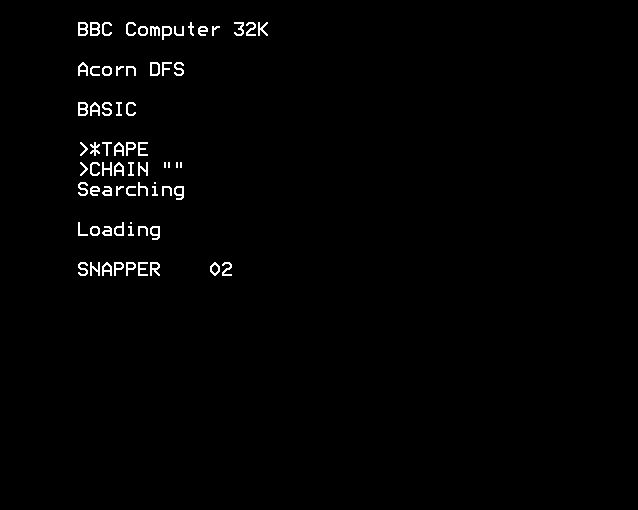 BBC Computer 32K
Acorn DFS
BASIC
>*TAPE
>CHAIN ""
Searching
Loading
SNAPPER    02